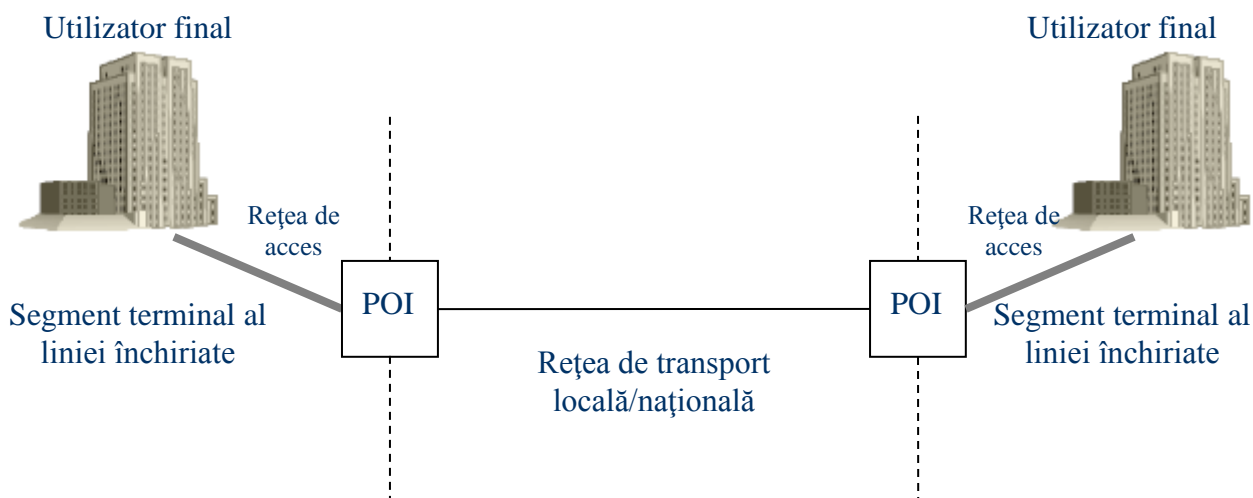 Utilizator final
Utilizator final
Reţea de
acces
Reţea de
acces
POI
POI
Segment terminal al
liniei închiriate
Segment terminal al
liniei închiriate
Reţea de transport
locală/naţională